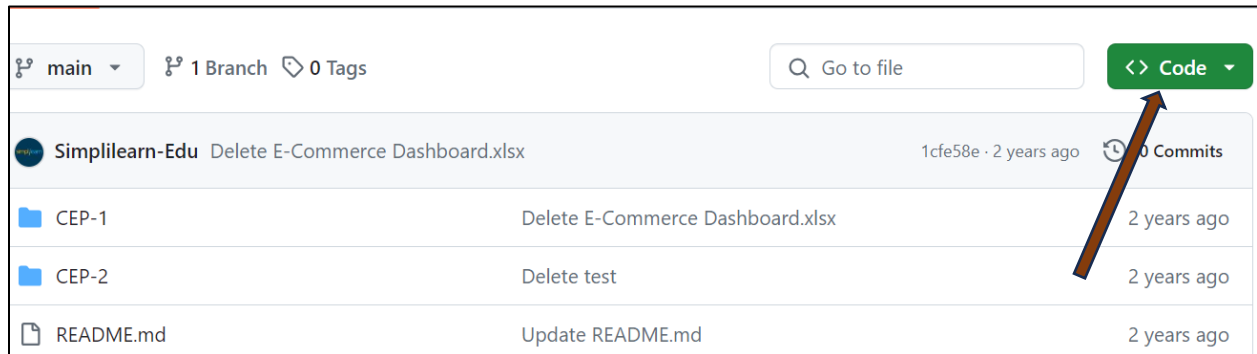 main 1 Branch 0 Tags Go to file <> Code
Simplilearn-Edu Delete E-Commerce Dashboard.xlsx 1cfe58e · 2 years ago Commits
CEP-1 Delete E-Commerce Dashboard.xlsx 2 years ago
CEP-2 Delete test 2 years ago
README.md Update README.md 2 years ago